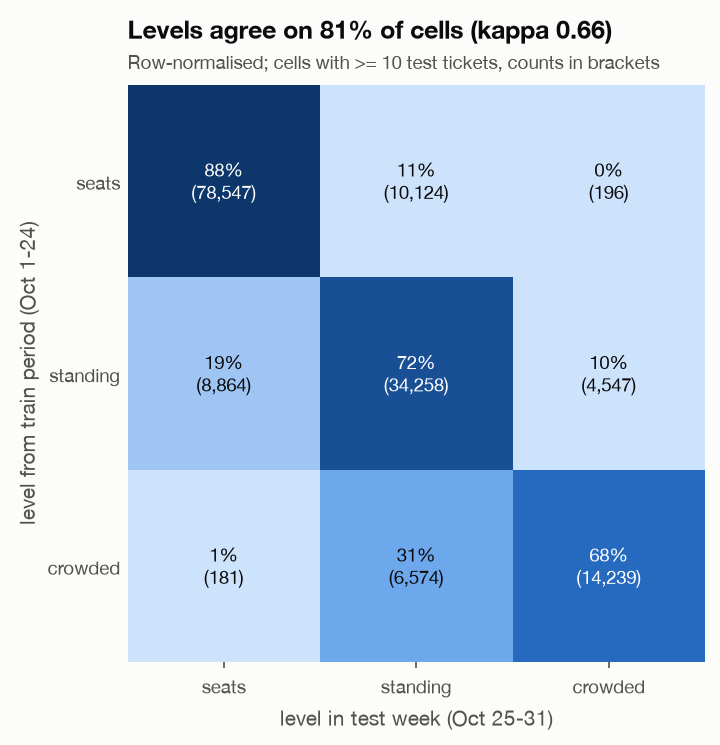 Levels agree on 81% of cells (kappa 0.66)
Row-normalised; cells with >= 10 test tickets, counts in brackets
level from train period (Oct 1-24)
seats
88%
(78,547)
11%
(10,124)
0%
(196)
standing
19%
(8,864)
72%
(34,258)
10%
(4,547)
crowded
1%
(181)
31%
(6,574)
68%
(14,239)
seats
standing
crowded
level in test week (Oct 25-31)